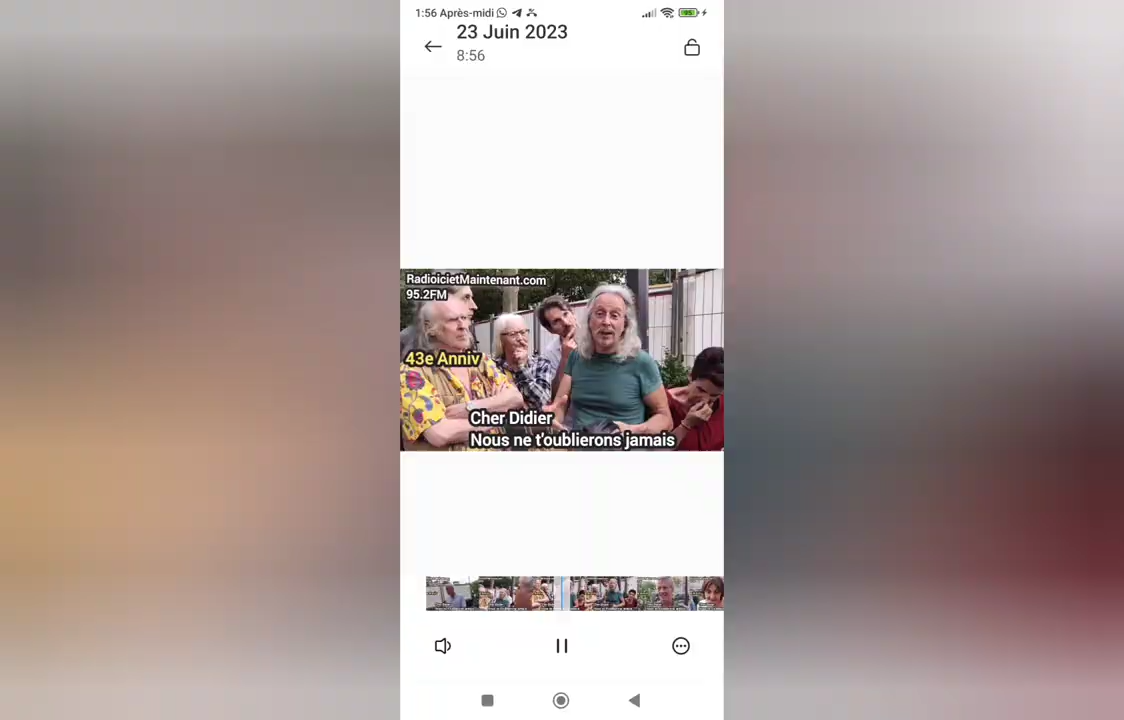 1:56 Après-midi
95
23 Juin 2023
8:56
RadioicietMaintenant.com
95.2FM
43e Anniv
Cher Didier
Nous ne t'oublierons jamais